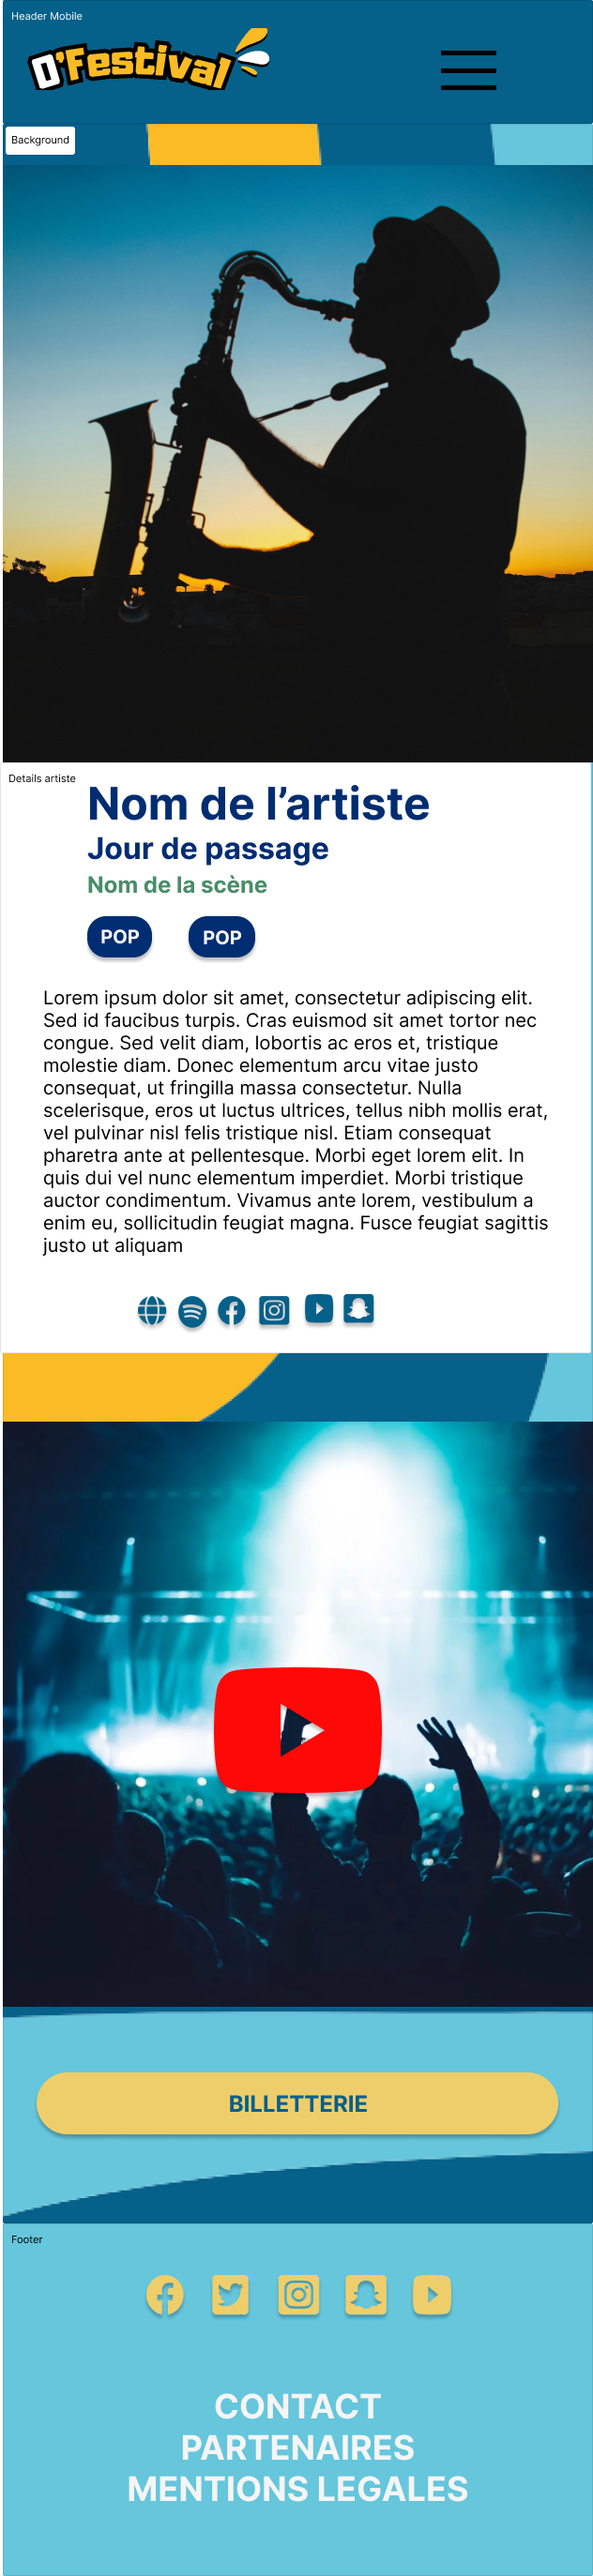 Header Mobile
O'Festival
Background
Details artiste
Nom de l’artiste
Jour de passage
Nom de la scène
POP POP
Lorem ipsum dolor sit amet, consectetur adipiscing elit.
Sed id faucibus turpis. Cras euismod sit amet tortor nec
congue. Sed velit diam, lobortis ac eros et, tristique
molestie diam. Donec elementum arcu vitae justo
consequat, ut fringilla massa consectetur. Nulla
scelerisque, eros ut luctus ultrices, tellus nibh mollis erat,
vel pulvinar nisl felis tristique nisl. Etiam consequat
pharetra ante at pellentesque. Morbi eget lorem elit. In
quis dui vel nunc elementum imperdiet. Morbi tristique
auctor condimentum. Vivamus ante lorem, vestibulum a
enim eu, sollicitudin feugiat magna. Fusce feugiat sagittis
justo ut aliquam
BILLETTERIE
Footer
CONTACT
PARTENAIRES
MENTIONS LEGALES